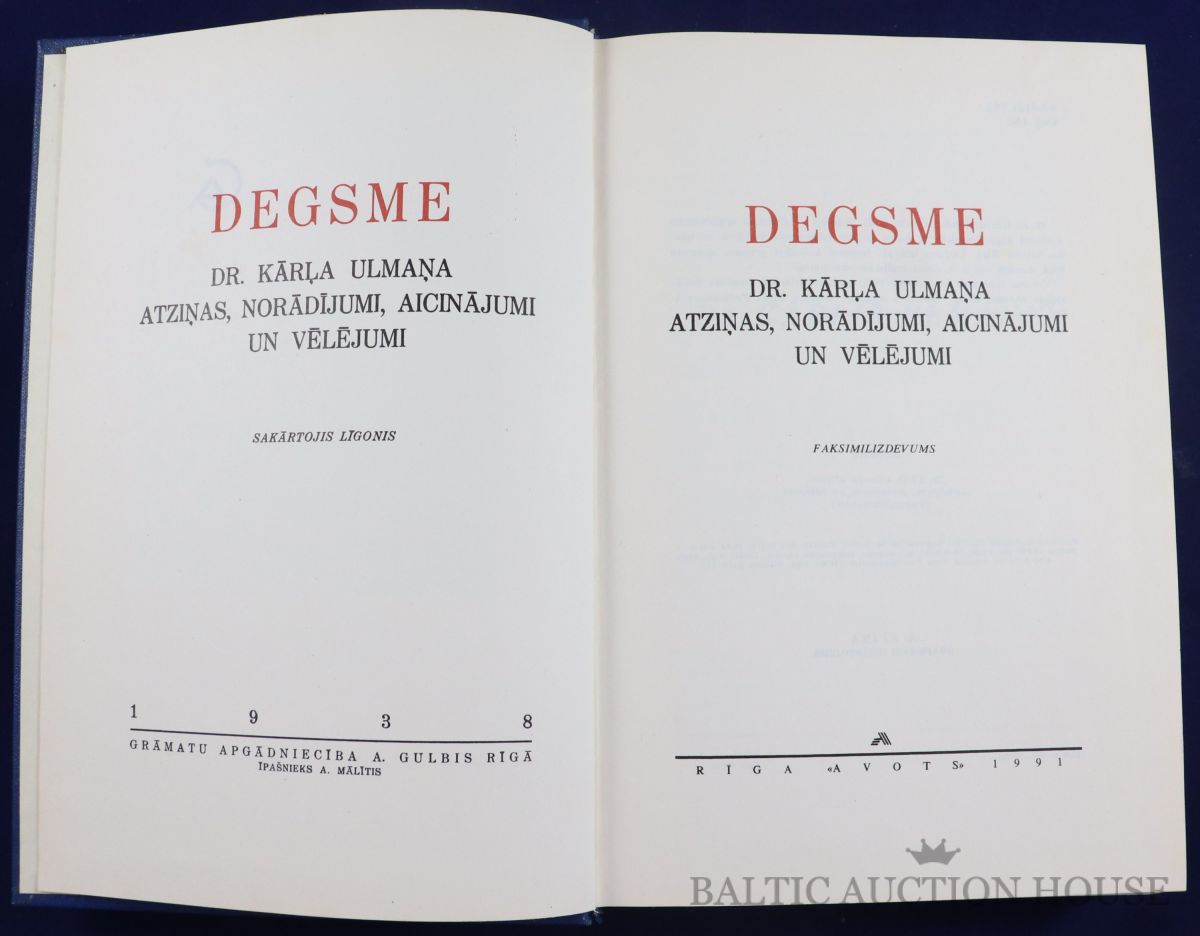 DEGSME
DR. KĀRĻA ULMAŅA
ATZIŅAS, NORĀDĪJUMI, AICINĀJUMI
UN VĒLĒJUMI
SAKĀRTOJIS LĪGONIS
1 9 3 8
GRĀMATU APGĀDNIECĪBA A. GULBIS RĪGĀ
ĪPAŠNIEKS A. MĀLĪTIS
DEGSME
DR. KĀRĻA ULMAŅA
ATZIŅAS, NORĀDĪJUMI, AICINĀJUMI
UN VĒLĒJUMI
FAKSIMILIZDEVUMS
RĪGA «AVOTS» 1991
BALTIC AUCTION HOUSE